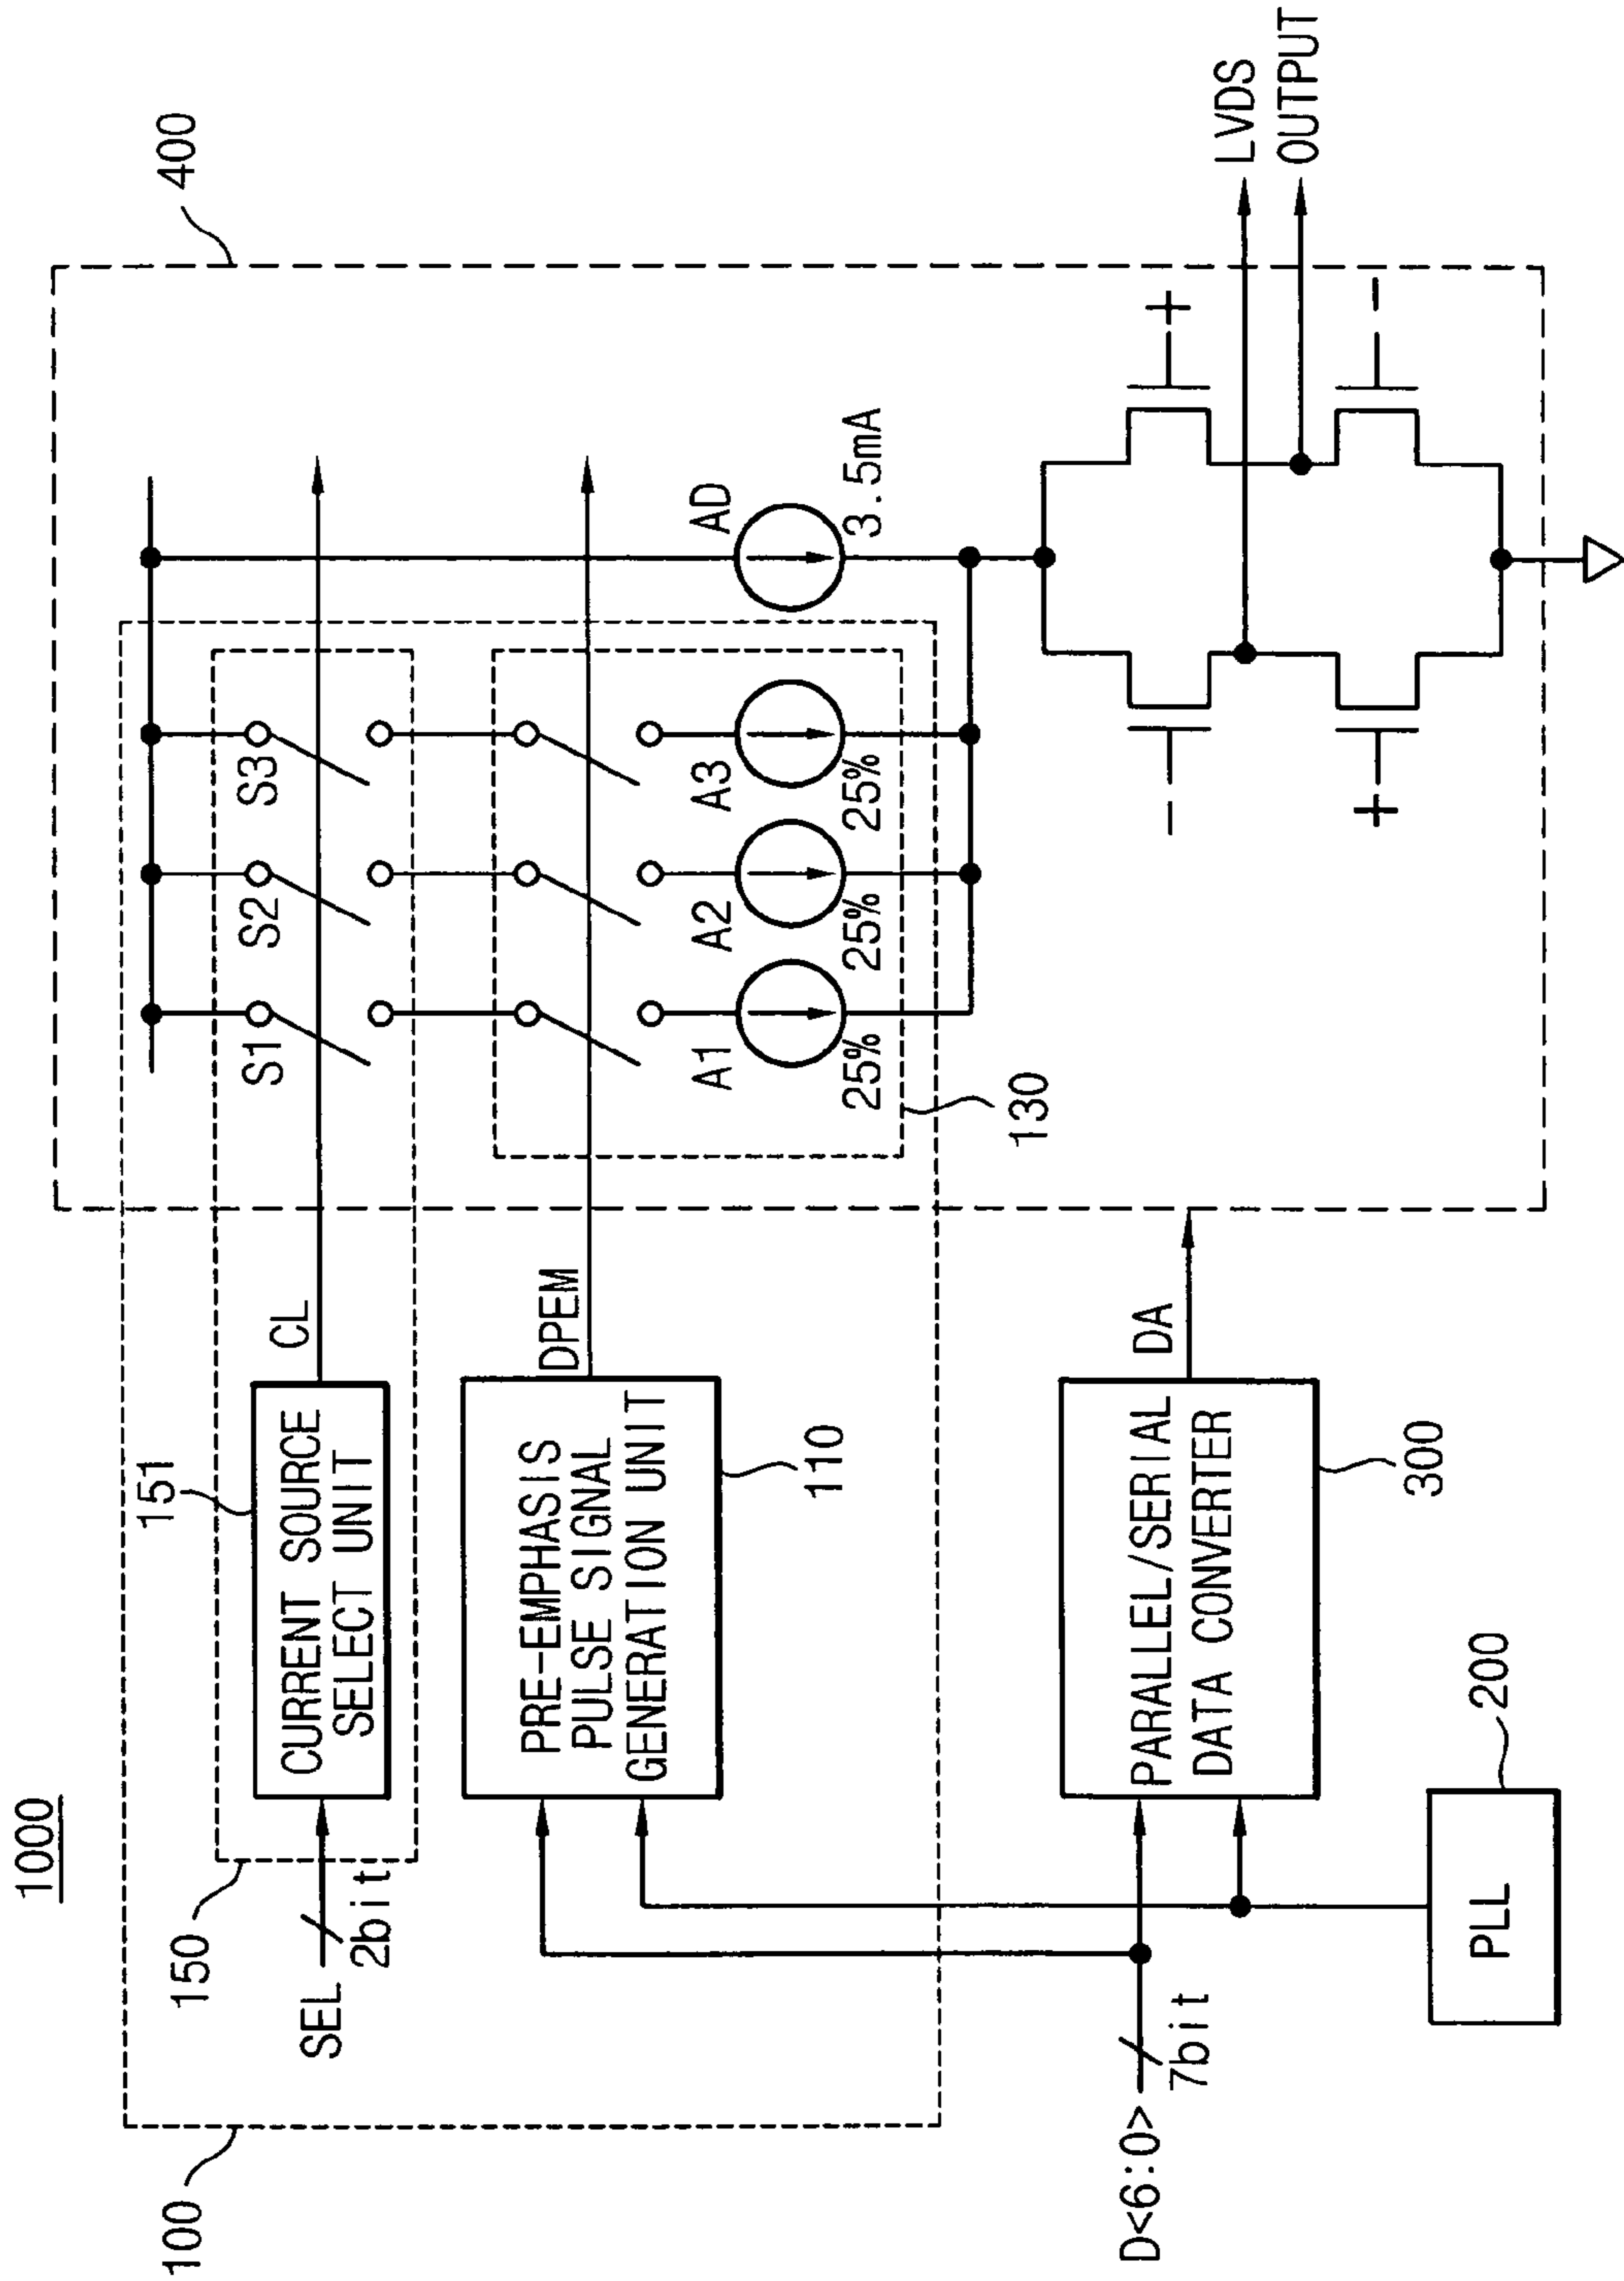 1000
100
150
151
400
SEL
2bit
CURRENT SOURCE
SELECT UNIT
CL
S1
S2
S3
PRE-EMPHASIS
PULSE SIGNAL
GENERATION UNIT
110
DPEM
A1
A2
A3
AD
25%
25%
25%
3.5mA
130
D<6:0>
7bit
PARALLEL/SERIAL
DATA CONVERTER
300
DA
-
+
+
-
LVDS
OUTPUT
PLL
200